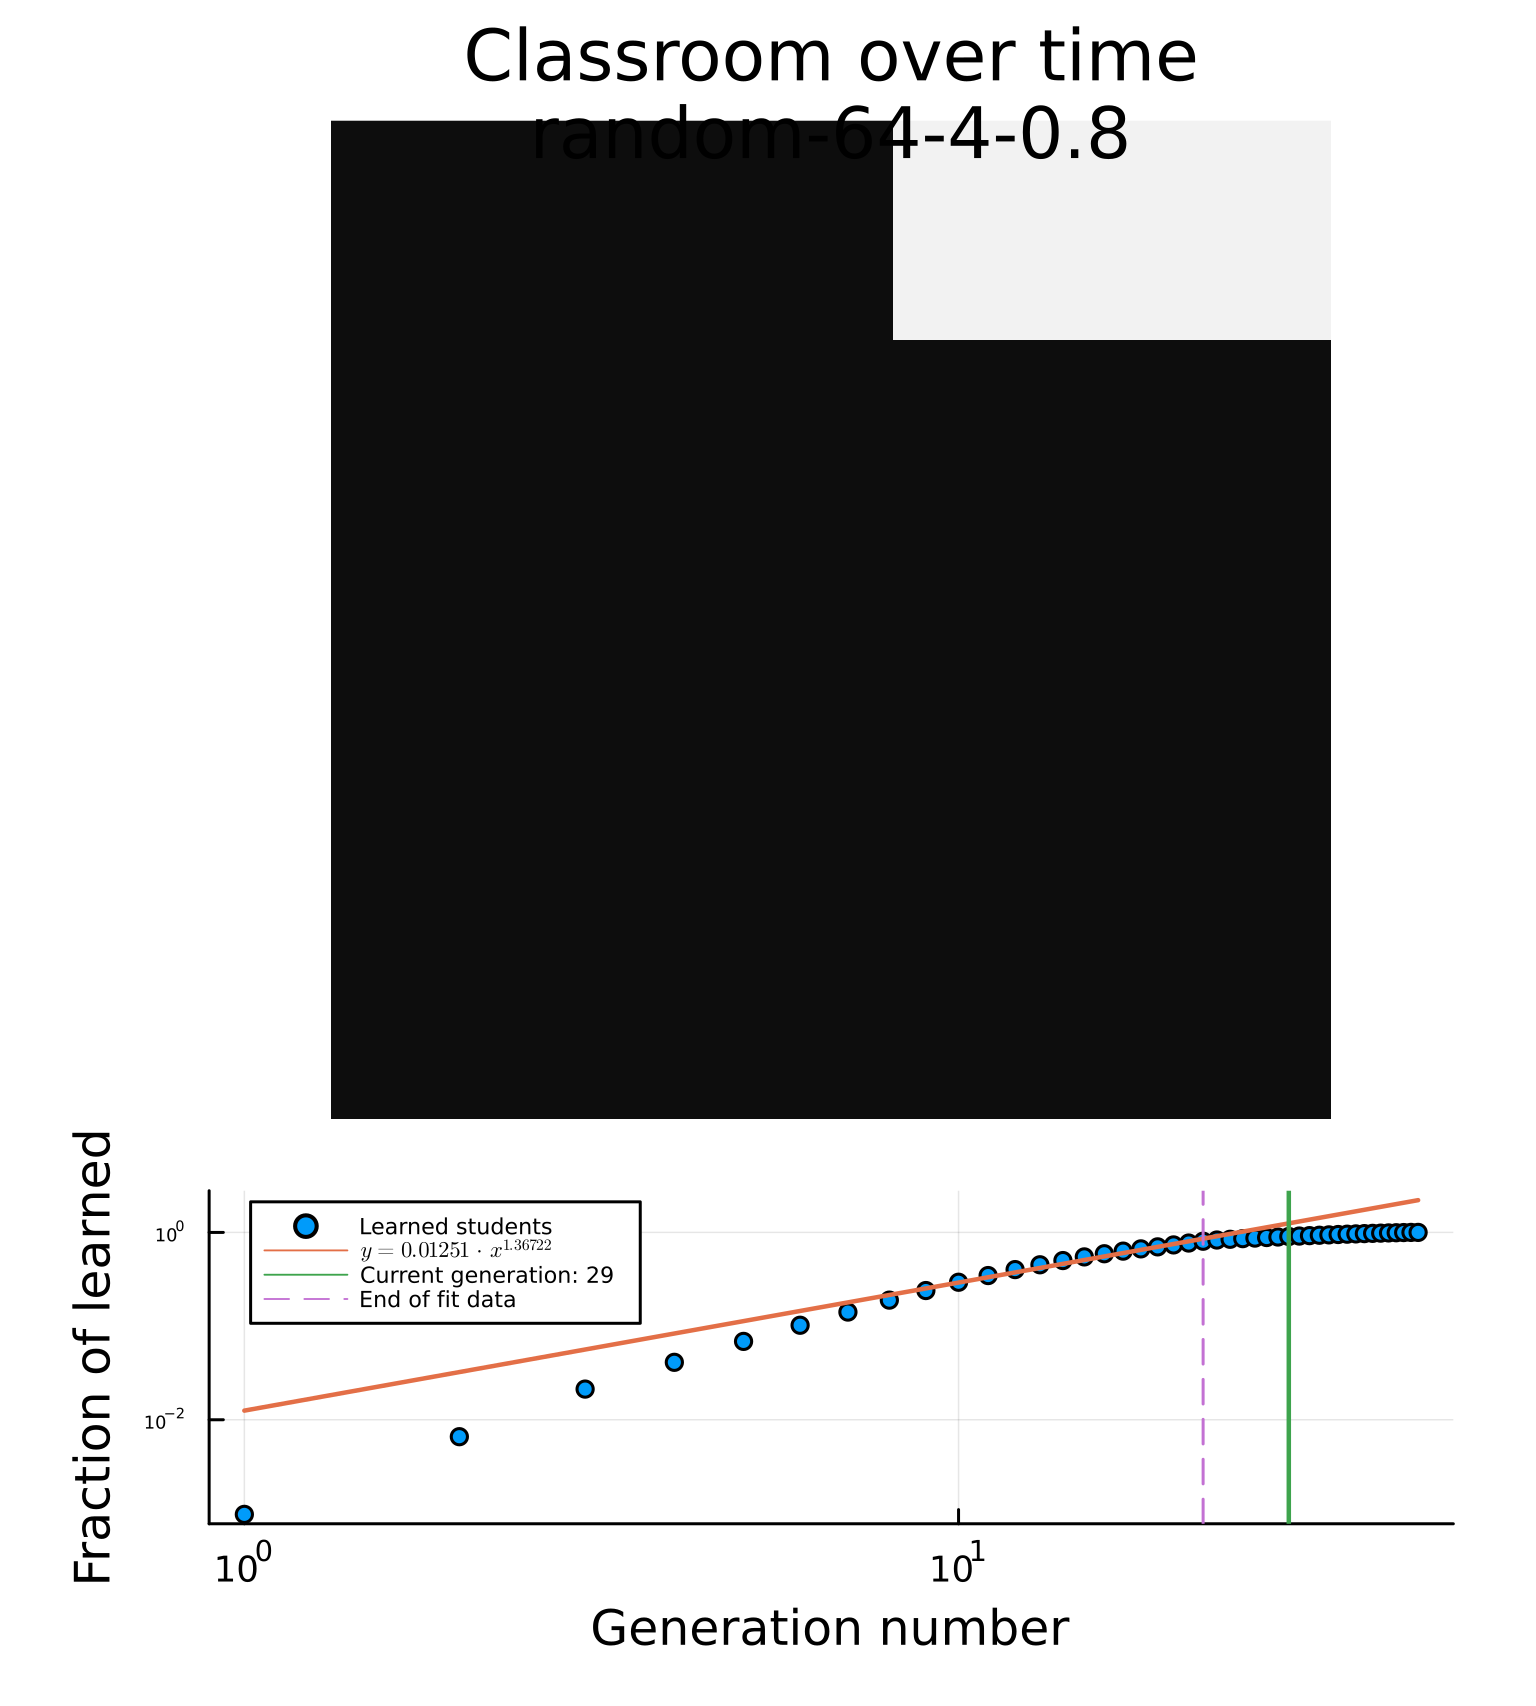 Classroom over time
random-64-4-0.8
Fraction of learned
10^0
10^-2
Learned students
y = 0.01251 · x^1.36722
Current generation: 29
End of fit data
10^0
10^1
Generation number